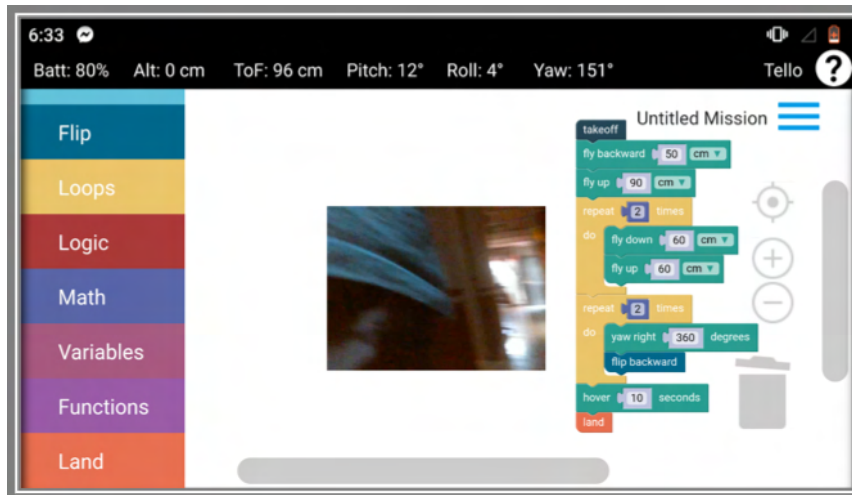 6:33
Batt: 80% Alt: 0 cm ToF: 96 cm Pitch: 12° Roll: 4° Yaw: 151° Tello ?
Flip
Loops
Logic
Math
Variables
Functions
Land
Untitled Mission
takeoff
fly backward 50 cm
fly up 90 cm
repeat 2 times
do fly down 60 cm
fly up 60 cm
repeat 2 times
do yaw right 360 degrees
flip backward
hover 10 seconds
land